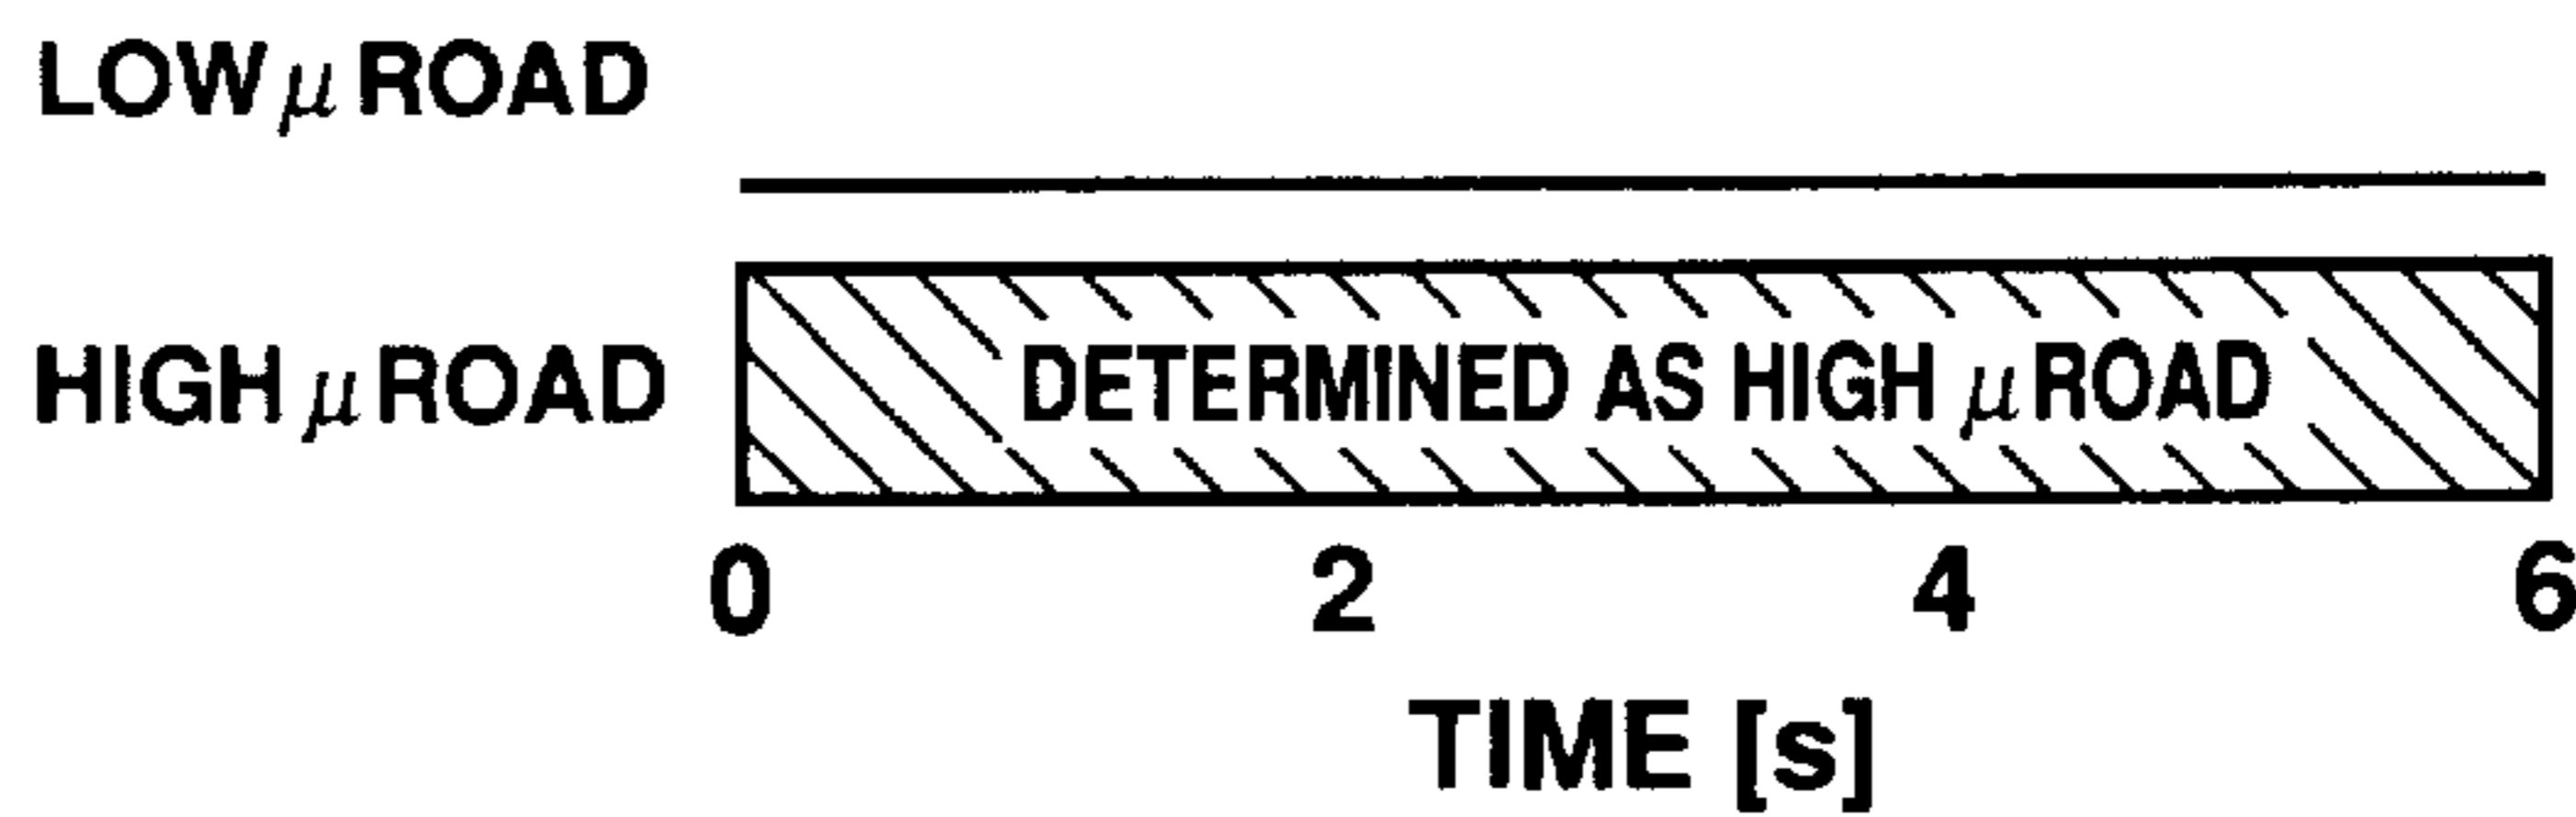 LOW μ ROAD
HIGH μ ROAD
DETERMINED AS HIGH μ ROAD
0 2 4 6
TIME [s]